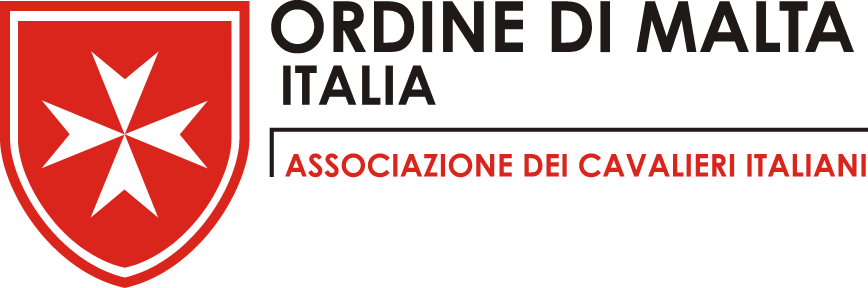 ORDINE DI MALTA
ITALIA
ASSOCIAZIONE DEI CAVALIERI ITALIANI